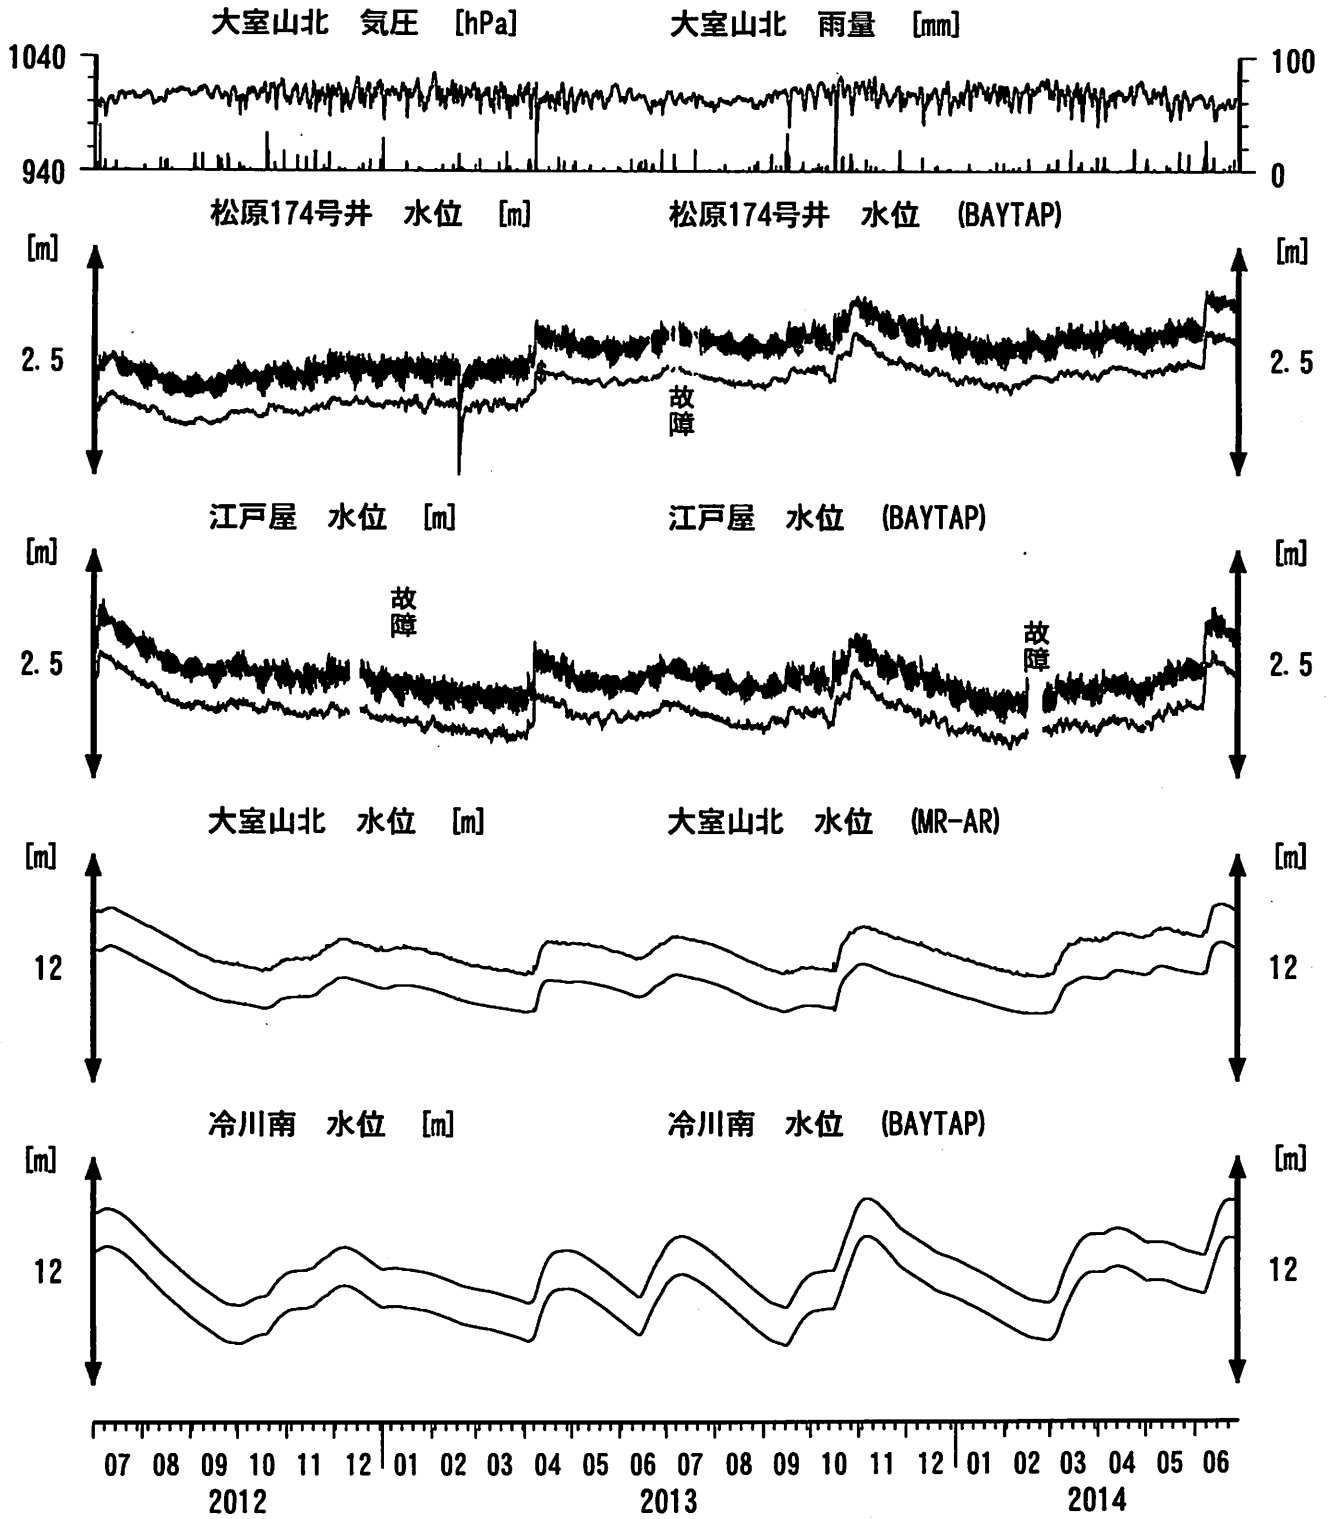 大室山北 気圧 [hPa] 大室山北 雨量 [mm]
1040 100
940 0
松原174号井 水位 [m] 松原174号井 水位 (BAYTAP)
[m] [m]
2.5 2.5
故障
江戸屋 水位 [m] 江戸屋 水位 (BAYTAP)
[m] [m]
故障 故障
2.5 2.5
大室山北 水位 [m] 大室山北 水位 (MR-AR)
[m] [m]
12 12
冷川南 水位 [m] 冷川南 水位 (BAYTAP)
[m] [m]
12 12
07 08 09 10 11 12 01 02 03 04 05 06 07 08 09 10 11 12 01 02 03 04 05 06
2012 2013 2014